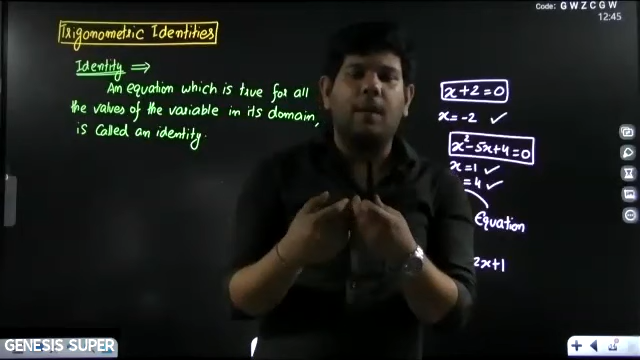 Code: G W Z C G W
12:45
Trigonometric Identities
Identity ⇒
An equation which is true for all
the values of the variable in its domain,
is called an identity.
x+2=0
x=-2 ✓
x²-5x+4=0
x=1 ✓
=4 ✓
Equation
2x+1
GENESIS SUPER